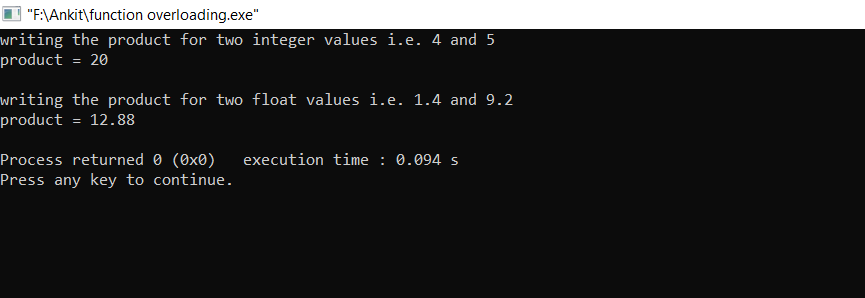 "F:\Ankit\function overloading.exe"
writing the product for two integer values i.e. 4 and 5
product = 20
writing the product for two float values i.e. 1.4 and 9.2
product = 12.88
Process returned 0 (0x0)   execution time : 0.094 s
Press any key to continue.